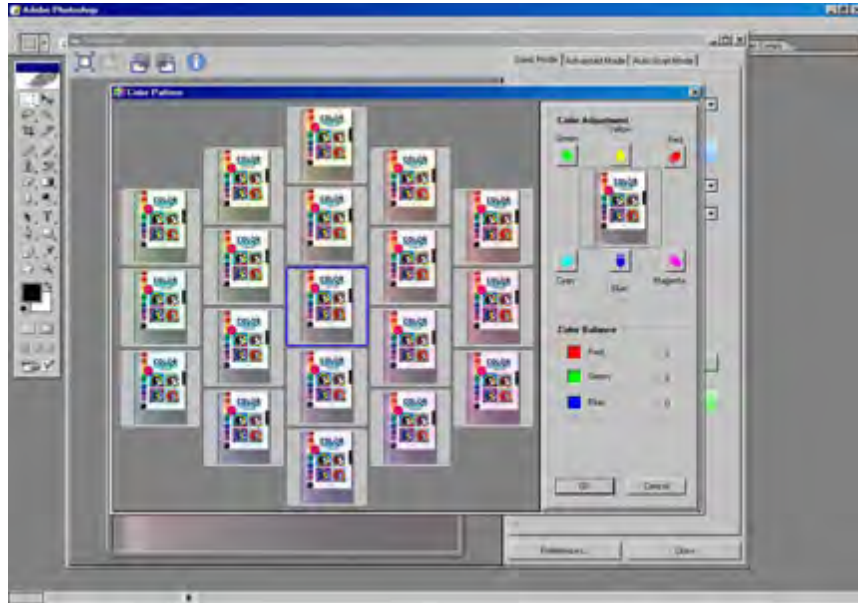 Adobe Photoshop
Basic Mode Advanced Mode Auto Scan Mode
Color Pattern
Color Adjustment
Yellow
Green
Red
COLOR
Cyan
Blue
Magenta
Color Balance
Red
Green
Blue
OK
Cancel
Preferences...
Close